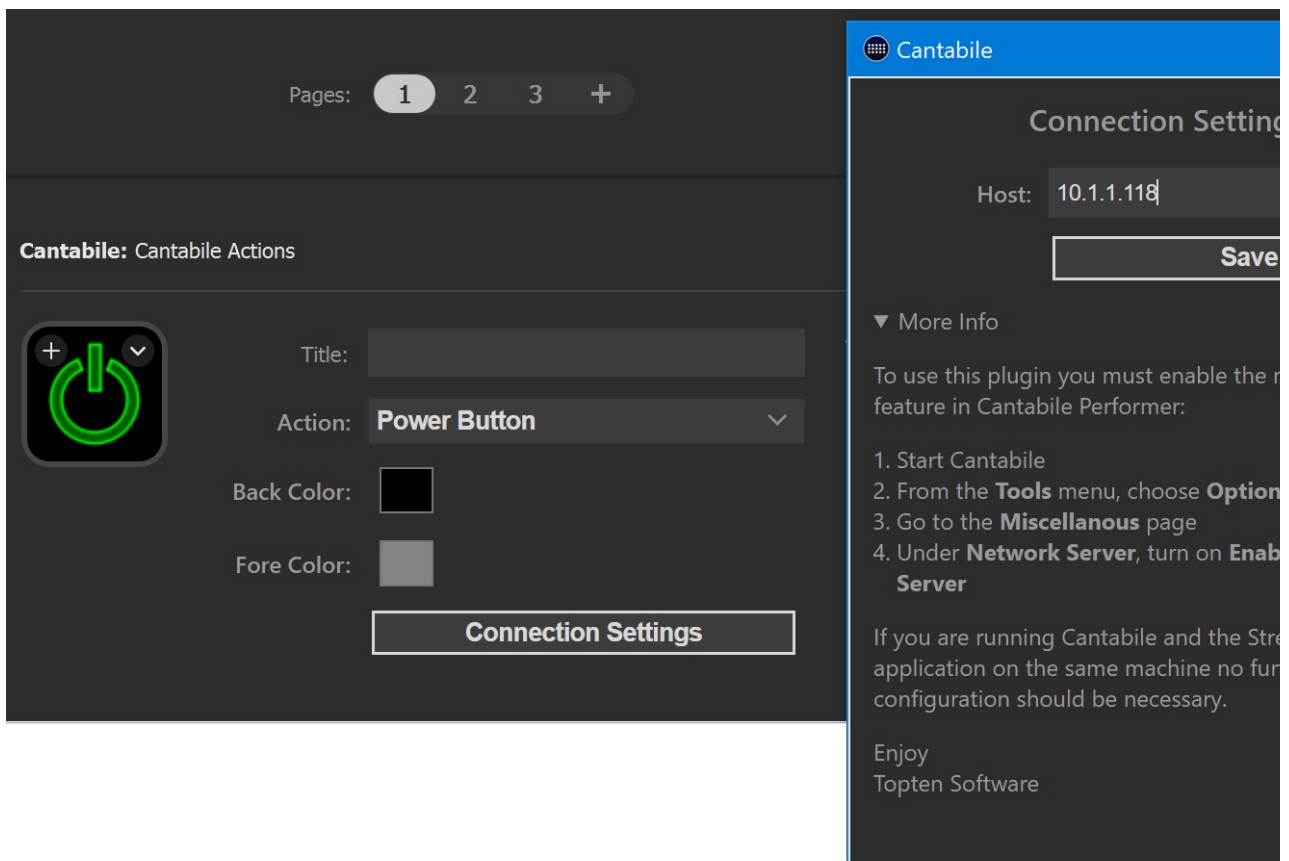 Pages: 1 2 3 +
Cantabile: Cantabile Actions
Title:
Action: Power Button
Back Color:
Fore Color:
Connection Settings
Cantabile
Connection Setting
Host: 10.1.1.118
Save
▼ More Info
To use this plugin you must enable the
feature in Cantabile Performer:
1. Start Cantabile
2. From the Tools menu, choose Option
3. Go to the Miscellanous page
4. Under Network Server, turn on Enab
Server
If you are running Cantabile and the Stre
application on the same machine no fur
configuration should be necessary.
Enjoy
Topten Software